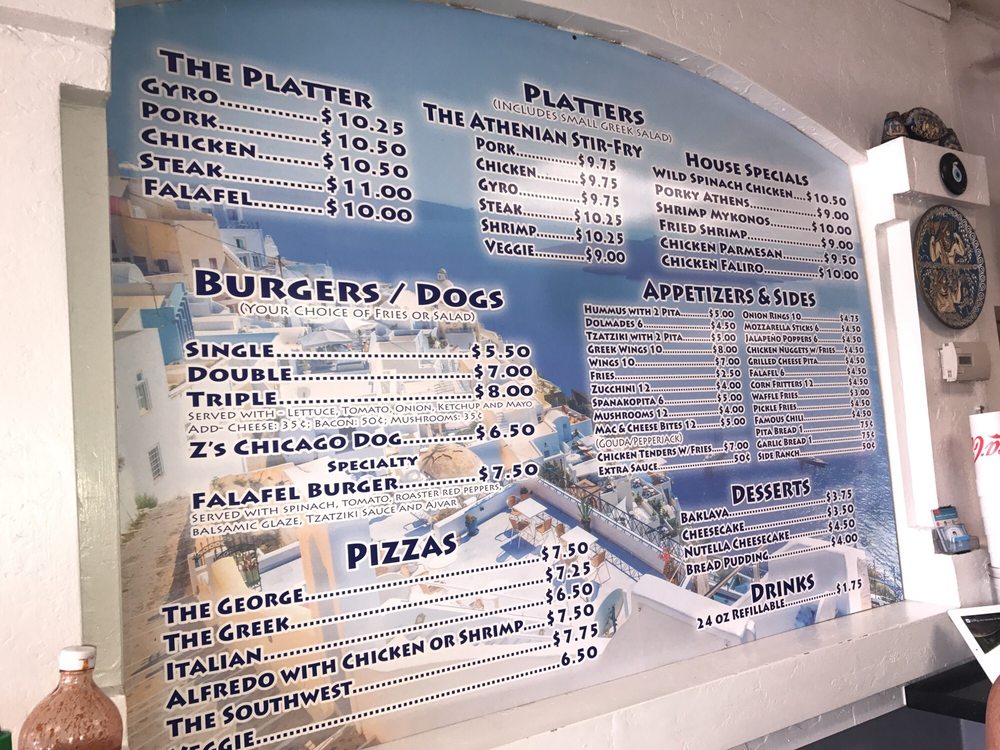 The Platter
Gyro..........$10.25
Pork..........$10.50
Chicken..........$10.50
Steak..........$11.00
Falafel..........$10.00
Platters
(Includes small Greek salad)
The Athenian Stir-Fry
Pork..........$9.75
Chicken..........$9.75
Gyro..........$9.75
Steak..........$10.25
Shrimp..........$10.25
Veggie..........$9.00
House Specials
Wild Spinach Chicken..........$10.50
Porky Athens..........$9.00
Shrimp Mykonos..........$10.00
Fried Shrimp..........$9.00
Chicken Parmesan..........$9.50
Chicken Faliro..........$10.00
Burgers / Dogs
(Your choice of Fries or Salad)
Single..........$5.50
Double..........$7.00
Triple..........$8.00
Served with - Lettuce, Tomato, Onion, Ketchup and Mayo
Add- Cheese: 35¢; Bacon: 50¢; Mushrooms: 35¢
Z's Chicago Dog..........$6.50
Specialty
Falafel Burger..........$7.50
Served with spinach, tomato, roaster red peppers,
balsamic glaze, Tzatziki sauce and Ajvar
Appetizers & Sides
Hummus with 2 Pita..........$5.00
Dolmades 6..........$4.50
Tzatziki with 2 Pita..........$5.00
Greek Wings 10..........$8.00
Wings 10..........$7.00
Fries..........$2.50
Zucchini 12..........$4.00
Spanakopita 6..........$5.00
Mushrooms 12..........$4.00
Mac & Cheese Bites 12..........$5.00
(Gouda/Pepperjack)
Chicken Tenders w/Fries..........$7.00
Extra Sauce..........50¢
Onion Rings 10..........$4.75
Mozzarella Sticks 6..........$4.50
Jalapeno Poppers 6..........$4.50
Chicken Nuggets w/Fries..........$4.50
Grilled Cheese Pita..........$4.50
Falafel 6..........$4.50
Corn Fritters 12..........$4.50
Waffle Fries..........$3.00
Pickle Fries..........$4.50
Famous Chili..........$4.50
Pita Bread 1..........75¢
Garlic Bread 1..........75¢
Side Ranch..........50¢
Pizzas
The George..........$7.50
The Greek..........$7.25
Italian..........$6.50
Alfredo with Chicken or Shrimp..........$7.50
The Southwest..........$7.75
Veggie..........6.50
Desserts
Baklava..........$3.75
Cheesecake..........$3.50
Nutella Cheesecake..........$4.50
Bread Pudding..........$4.00
Drinks
24 oz Refillable..........$1.75